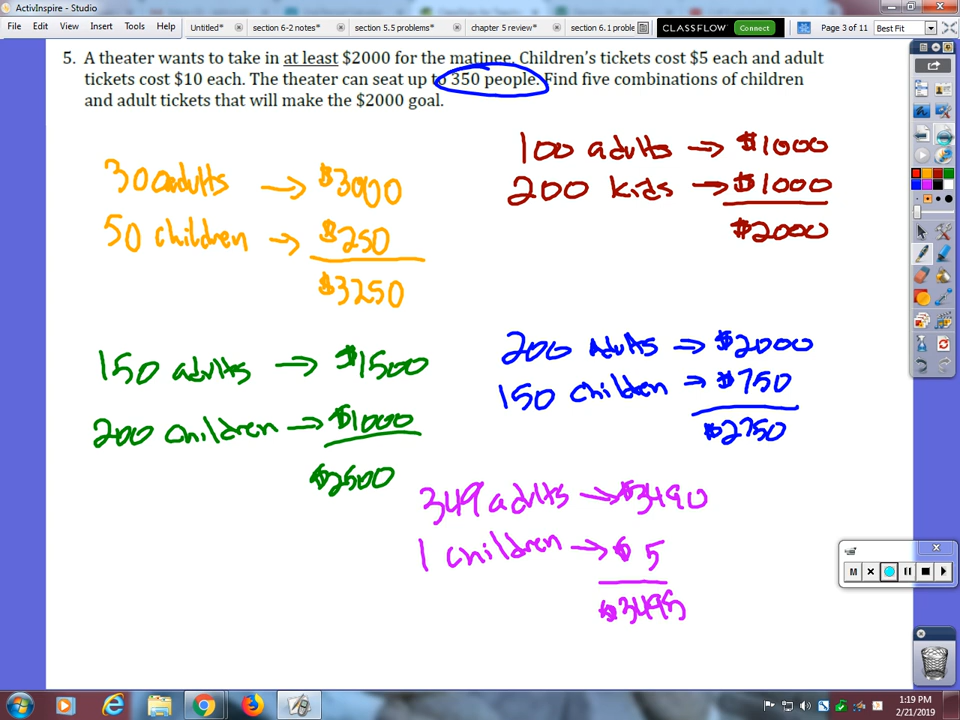 ActivInspire - Studio
File Edit View Insert Tools Help Untitled* section 6-2 notes* section 5.5 problems* chapter 5 review* section 6.1 proble CLASSFLOW Connect Page 3 of 11 Best Fit
5. A theater wants to take in at least $2000 for the matinee. Children's tickets cost $5 each and adult
tickets cost $10 each. The theater can seat up to 350 people. Find five combinations of children
and adult tickets that will make the $2000 goal.
100 adults → $1000
200 kids → $1000
$2000
300 adults → $3000
50 children → $250
$3250
150 adults → $1500
200 children → $1000
$2500
200 adults → $2000
150 children → $750
$2750
349 adults → $3490
1 children → $ 5
$3495
M
1:19 PM
2/21/2019